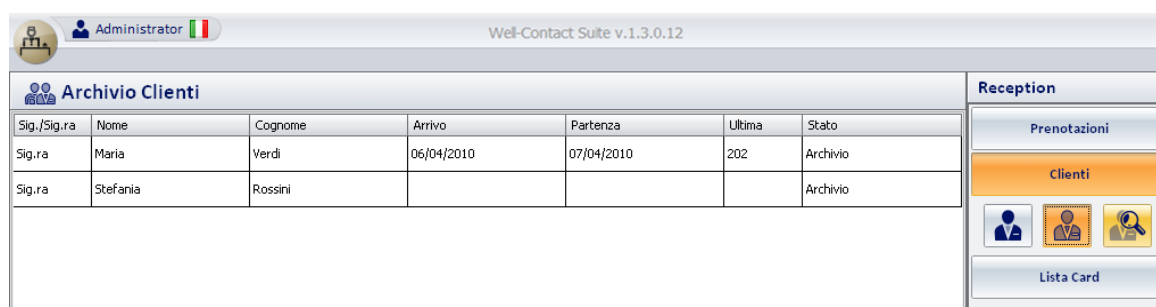 Administrator
Well-Contact Suite v.1.3.0.12
Archivio Clienti
Reception
Sig./Sig.ra Nome Cognome Arrivo Partenza Ultima Stato
Prenotazioni
Sig.ra Maria Verdi 06/04/2010 07/04/2010 202 Archivio
Clienti
Sig.ra Stefania Rossini Archivio
Lista Card